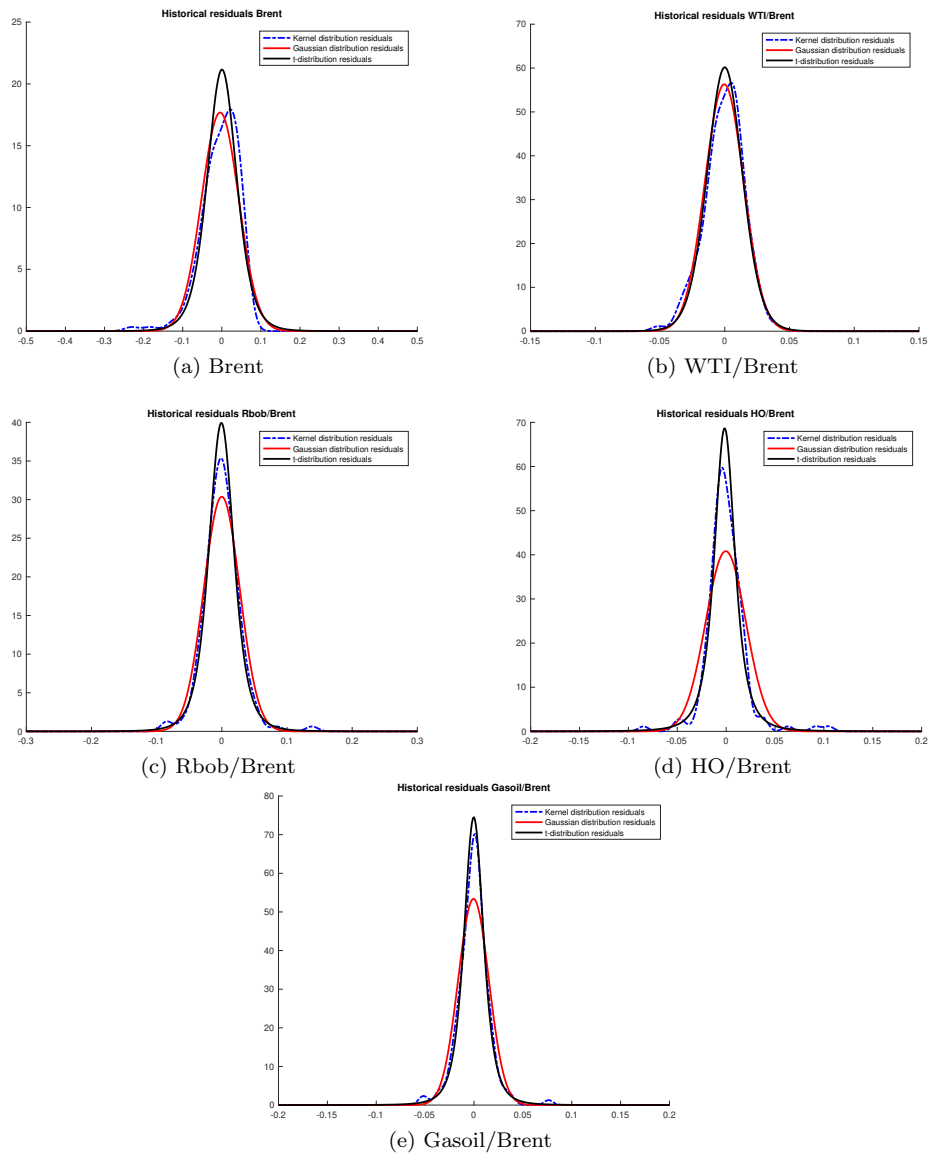 Historical residuals Brent
25
20
15
10
5
0
-0.5 -0.4 -0.3 -0.2 -0.1 0 0.1 0.2 0.3 0.4 0.5
Kernel distribution residuals
Gaussian distribution residuals
t-distribution residuals
(a) Brent
Historical residuals WTI/Brent
70
60
50
40
30
20
10
0
-0.15 -0.1 -0.05 0 0.05 0.1 0.15
Kernel distribution residuals
Gaussian distribution residuals
t-distribution residuals
(b) WTI/Brent
Historical residuals Rbob/Brent
40
35
30
25
20
15
10
5
0
-0.3 -0.2 -0.1 0 0.1 0.2 0.3
Kernel distribution residuals
Gaussian distribution residuals
t-distribution residuals
(c) Rbob/Brent
Historical residuals HO/Brent
70
60
50
40
30
20
10
0
-0.2 -0.15 -0.1 -0.05 0 0.05 0.1 0.15 0.2
Kernel distribution residuals
Gaussian distribution residuals
t-distribution residuals
(d) HO/Brent
Historical residuals Gasoil/Brent
80
70
60
50
40
30
20
10
0
-0.2 -0.15 -0.1 -0.05 0 0.05 0.1 0.15 0.2
Kernel distribution residuals
Gaussian distribution residuals
t-distribution residuals
(e) Gasoil/Brent